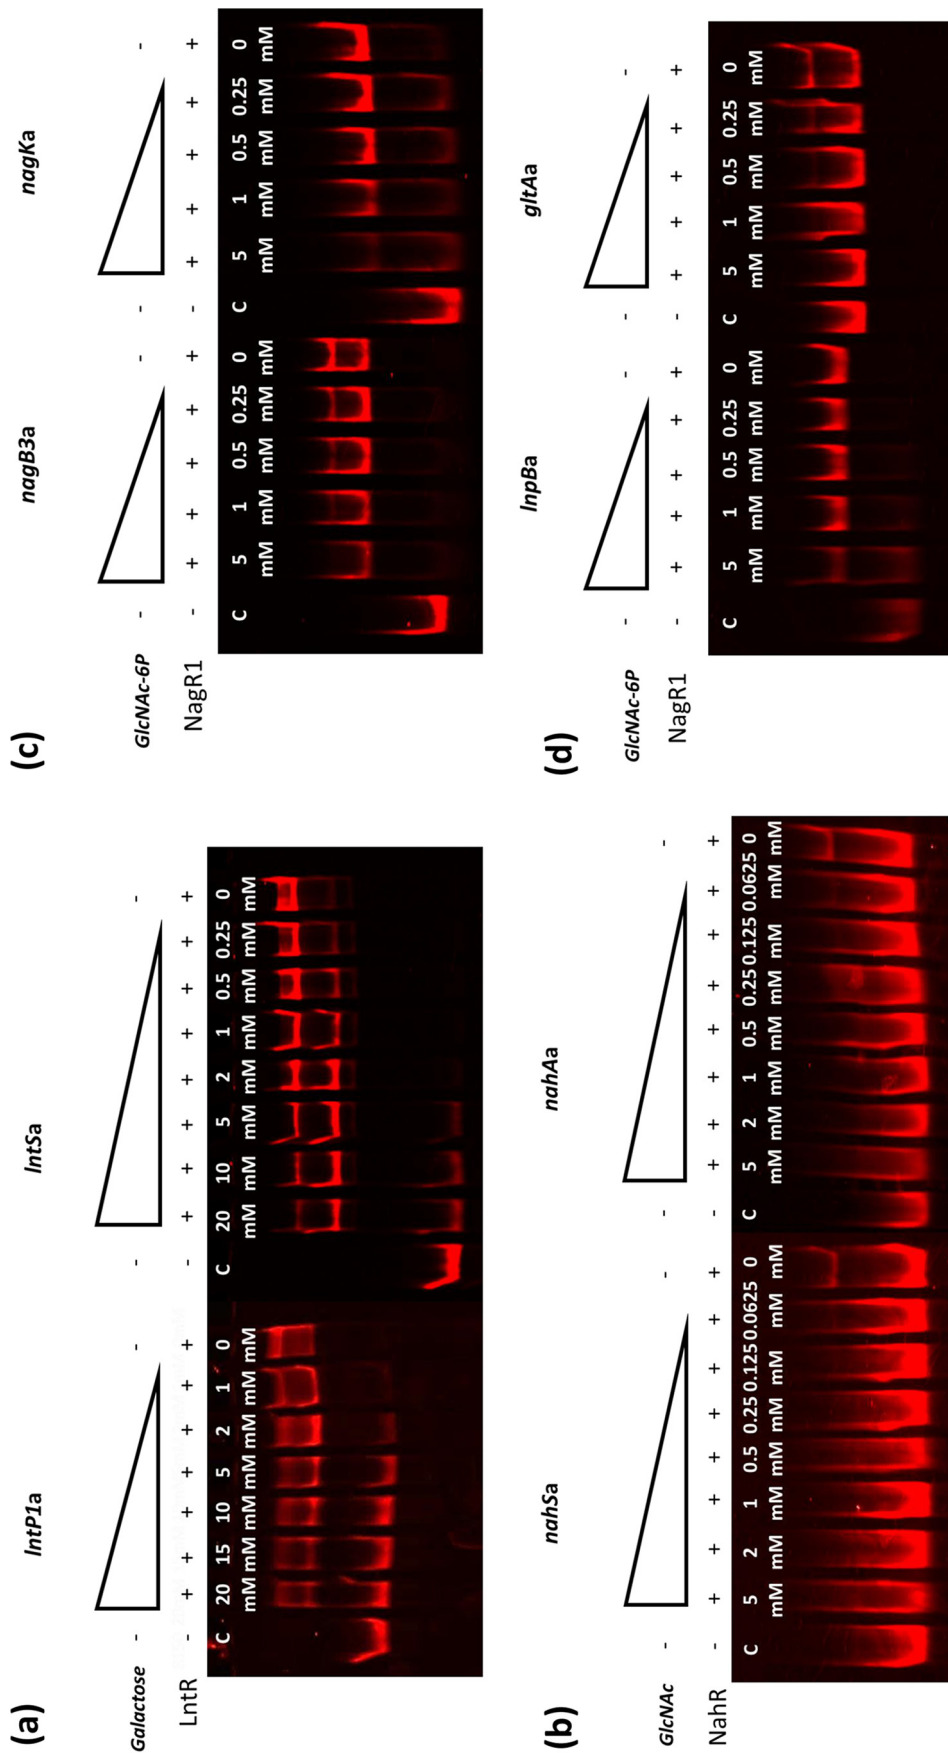 (a)
lntP1a lntSa
Galactose - - - -
LntR - + + + + + + + - + + + + + + + +
C 20 15 10 5 2 1 0 C 20 10 5 2 1 0.5 0.25 0
mM mM mM mM mM mM mM mM mM mM mM mM mM mM mM
(b)
nahSa nahAa
GlcNAc - - - -
NahR - + + + + + + + + - + + + + + + + +
C 5 2 1 0.5 0.25 0.125 0.0625 0 C 5 2 1 0.5 0.25 0.125 0.0625 0
mM mM mM mM mM mM mM mM mM mM mM mM mM mM mM mM
(c)
nagB3a nagKa
GlcNAc-6P - - - -
NagR1 - + + + + + - + + + + +
C 5 1 0.5 0.25 0 C 5 1 0.5 0.25 0
mM mM mM mM mM mM mM mM mM mM
(d)
lnpBa gltAa
GlcNAc-6P - - - -
NagR1 - + + + + + - + + + + +
C 5 1 0.5 0.25 0 C 5 1 0.5 0.25 0
mM mM mM mM mM mM mM mM mM mM